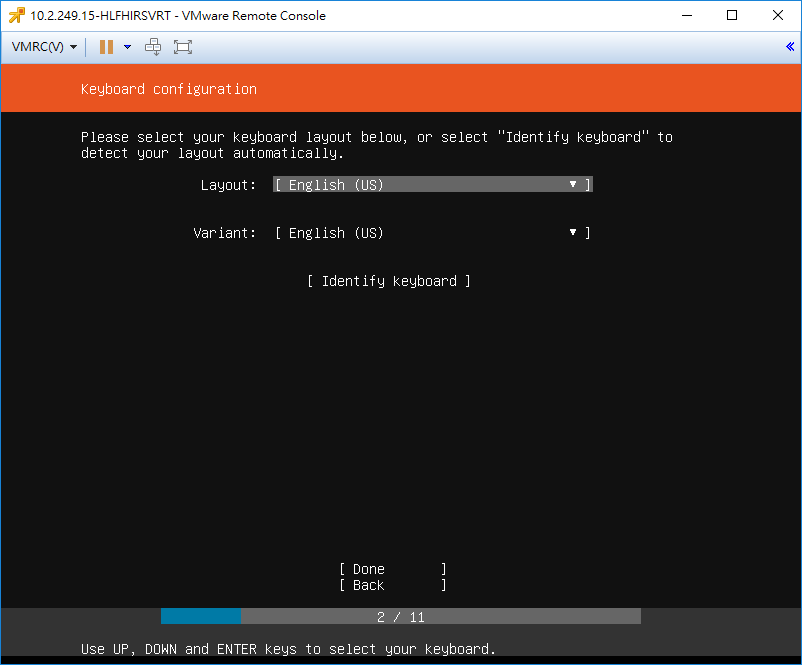 10.2.249.15-HLFHIRSVRT - VMware Remote Console
VMRC(V)
Keyboard configuration
Please select your keyboard layout below, or select "Identify keyboard" to
detect your layout automatically.
Layout: [ English (US) ▼ ]
Variant: [ English (US) ▼ ]
[ Identify keyboard ]
[ Done ]
[ Back ]
2 / 11
Use UP, DOWN and ENTER keys to select your keyboard.